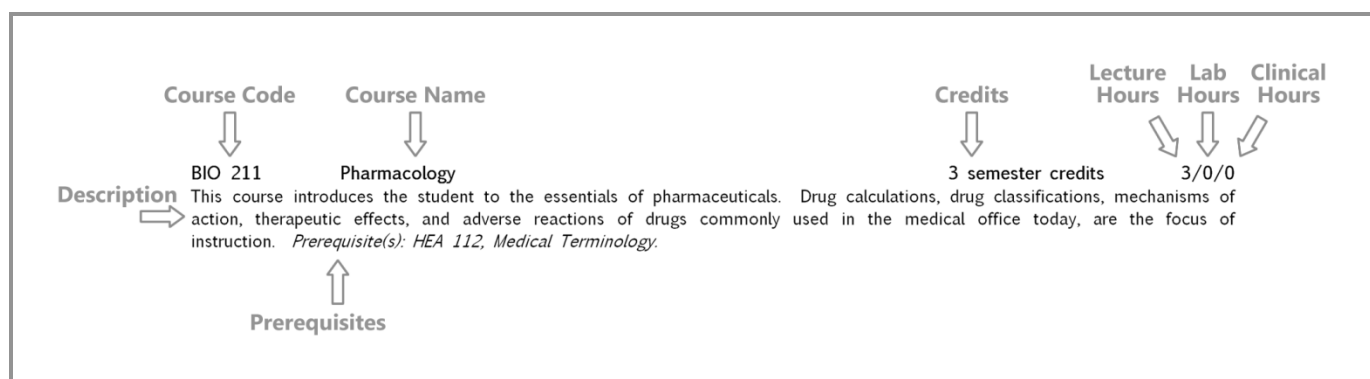 Lecture Lab Clinical
Course Code Course Name Credits Hours Hours Hours
BIO 211 Pharmacology 3 semester credits 3/0/0
Description This course introduces the student to the essentials of pharmaceuticals. Drug calculations, drug classifications, mechanisms of
action, therapeutic effects, and adverse reactions of drugs commonly used in the medical office today, are the focus of
instruction. Prerequisite(s): HEA 112, Medical Terminology.
Prerequisites